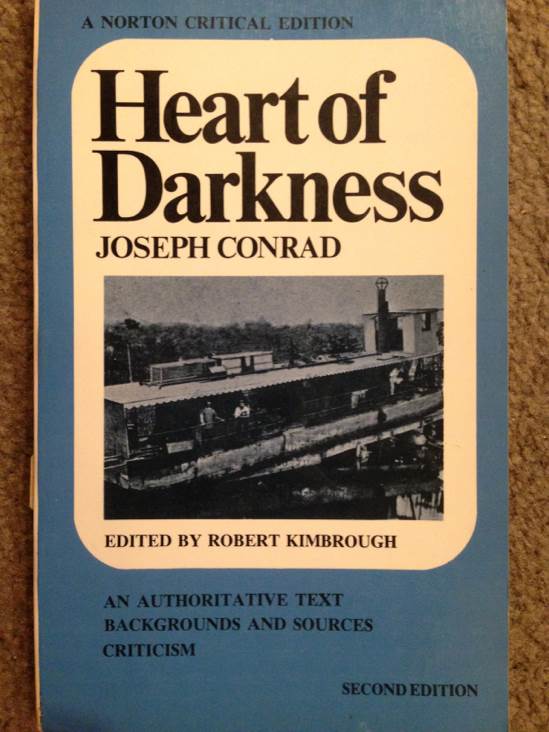 A NORTON CRITICAL EDITION
Heart of
Darkness
JOSEPH CONRAD
EDITED BY ROBERT KIMBROUGH
AN AUTHORITATIVE TEXT
BACKGROUNDS AND SOURCES
CRITICISM
SECOND EDITION